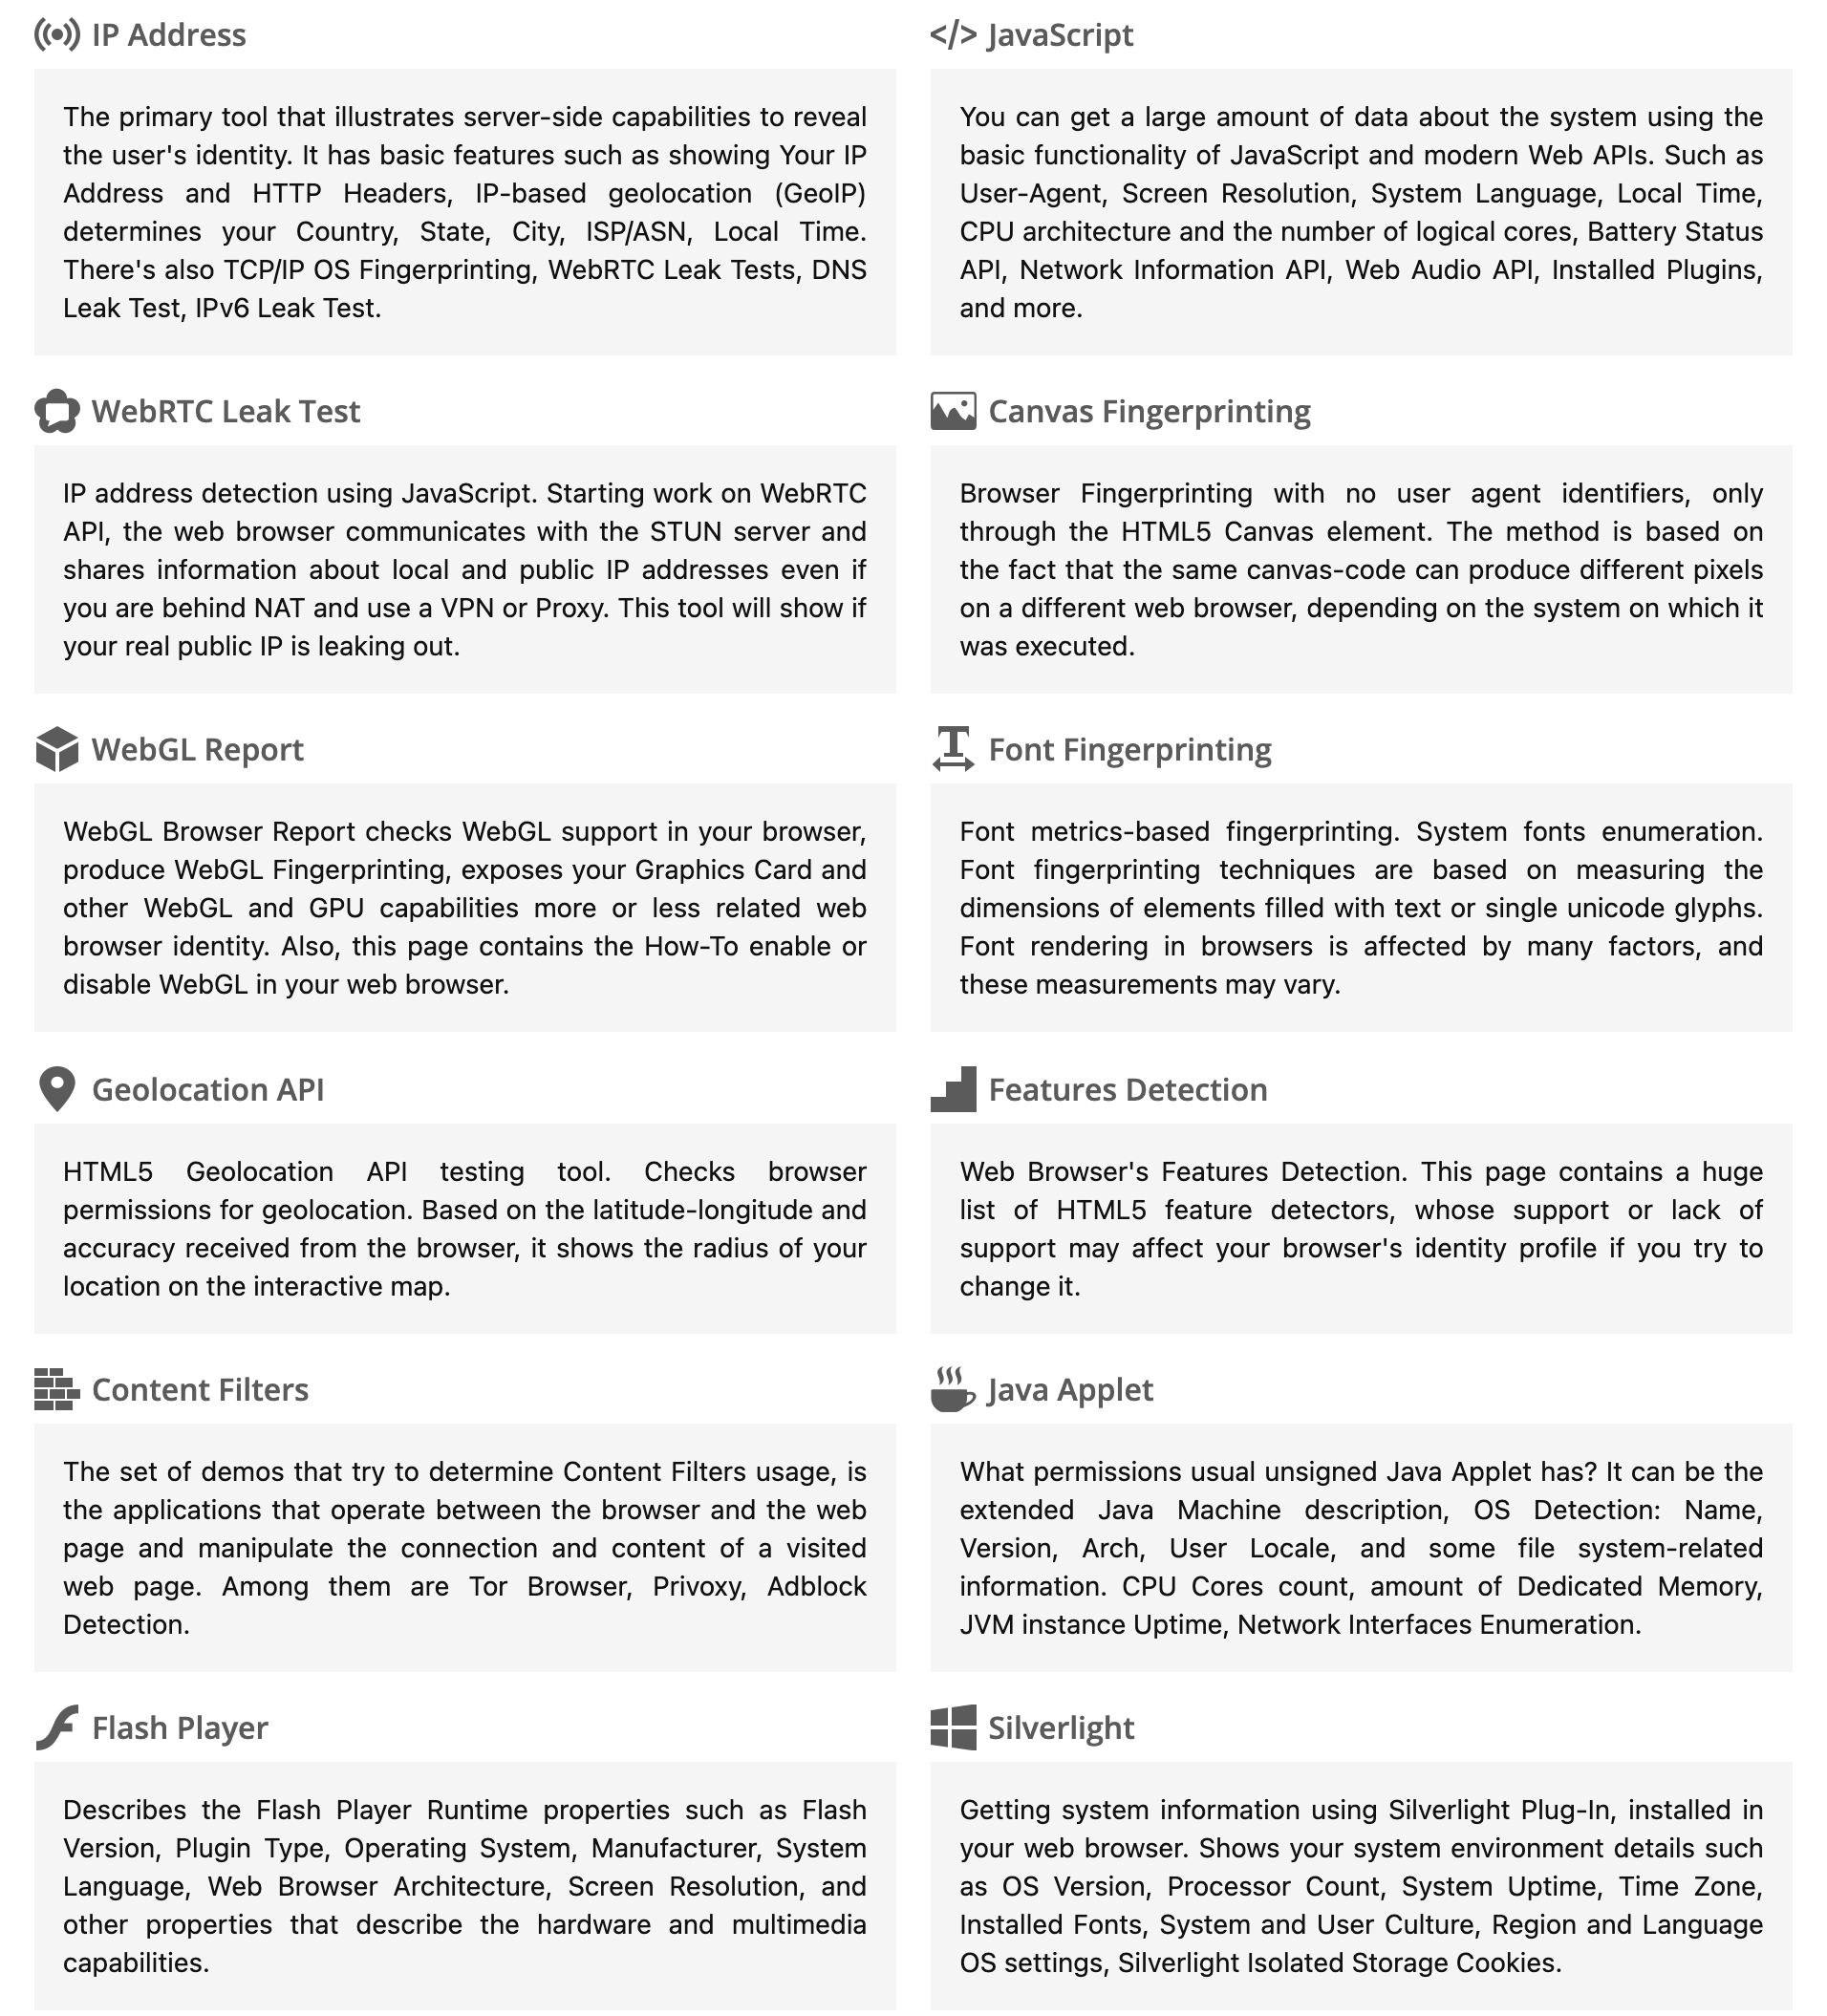 IP Address
The primary tool that illustrates server-side capabilities to reveal
the user's identity. It has basic features such as showing Your IP
Address and HTTP Headers, IP-based geolocation (GeoIP)
determines your Country, State, City, ISP/ASN, Local Time.
There's also TCP/IP OS Fingerprinting, WebRTC Leak Tests, DNS
Leak Test, IPv6 Leak Test.
</> JavaScript
You can get a large amount of data about the system using the
basic functionality of JavaScript and modern Web APIs. Such as
User-Agent, Screen Resolution, System Language, Local Time,
CPU architecture and the number of logical cores, Battery Status
API, Network Information API, Web Audio API, Installed Plugins,
and more.
WebRTC Leak Test
IP address detection using JavaScript. Starting work on WebRTC
API, the web browser communicates with the STUN server and
shares information about local and public IP addresses even if
you are behind NAT and use a VPN or Proxy. This tool will show if
your real public IP is leaking out.
Canvas Fingerprinting
Browser Fingerprinting with no user agent identifiers, only
through the HTML5 Canvas element. The method is based on
the fact that the same canvas-code can produce different pixels
on a different web browser, depending on the system on which it
was executed.
WebGL Report
WebGL Browser Report checks WebGL support in your browser,
produce WebGL Fingerprinting, exposes your Graphics Card and
other WebGL and GPU capabilities more or less related web
browser identity. Also, this page contains the How-To enable or
disable WebGL in your web browser.
Font Fingerprinting
Font metrics-based fingerprinting. System fonts enumeration.
Font fingerprinting techniques are based on measuring the
dimensions of elements filled with text or single unicode glyphs.
Font rendering in browsers is affected by many factors, and
these measurements may vary.
Geolocation API
HTML5 Geolocation API testing tool. Checks browser
permissions for geolocation. Based on the latitude-longitude and
accuracy received from the browser, it shows the radius of your
location on the interactive map.
Features Detection
Web Browser's Features Detection. This page contains a huge
list of HTML5 feature detectors, whose support or lack of
support may affect your browser's identity profile if you try to
change it.
Content Filters
The set of demos that try to determine Content Filters usage, is
the applications that operate between the browser and the web
page and manipulate the connection and content of a visited
web page. Among them are Tor Browser, Privoxy, Adblock
Detection.
Java Applet
What permissions usual unsigned Java Applet has? It can be the
extended Java Machine description, OS Detection: Name,
Version, Arch, User Locale, and some file system-related
information. CPU Cores count, amount of Dedicated Memory,
JVM instance Uptime, Network Interfaces Enumeration.
Flash Player
Describes the Flash Player Runtime properties such as Flash
Version, Plugin Type, Operating System, Manufacturer, System
Language, Web Browser Architecture, Screen Resolution, and
other properties that describe the hardware and multimedia
capabilities.
Silverlight
Getting system information using Silverlight Plug-In, installed in
your web browser. Shows your system environment details such
as OS Version, Processor Count, System Uptime, Time Zone,
Installed Fonts, System and User Culture, Region and Language
OS settings, Silverlight Isolated Storage Cookies.